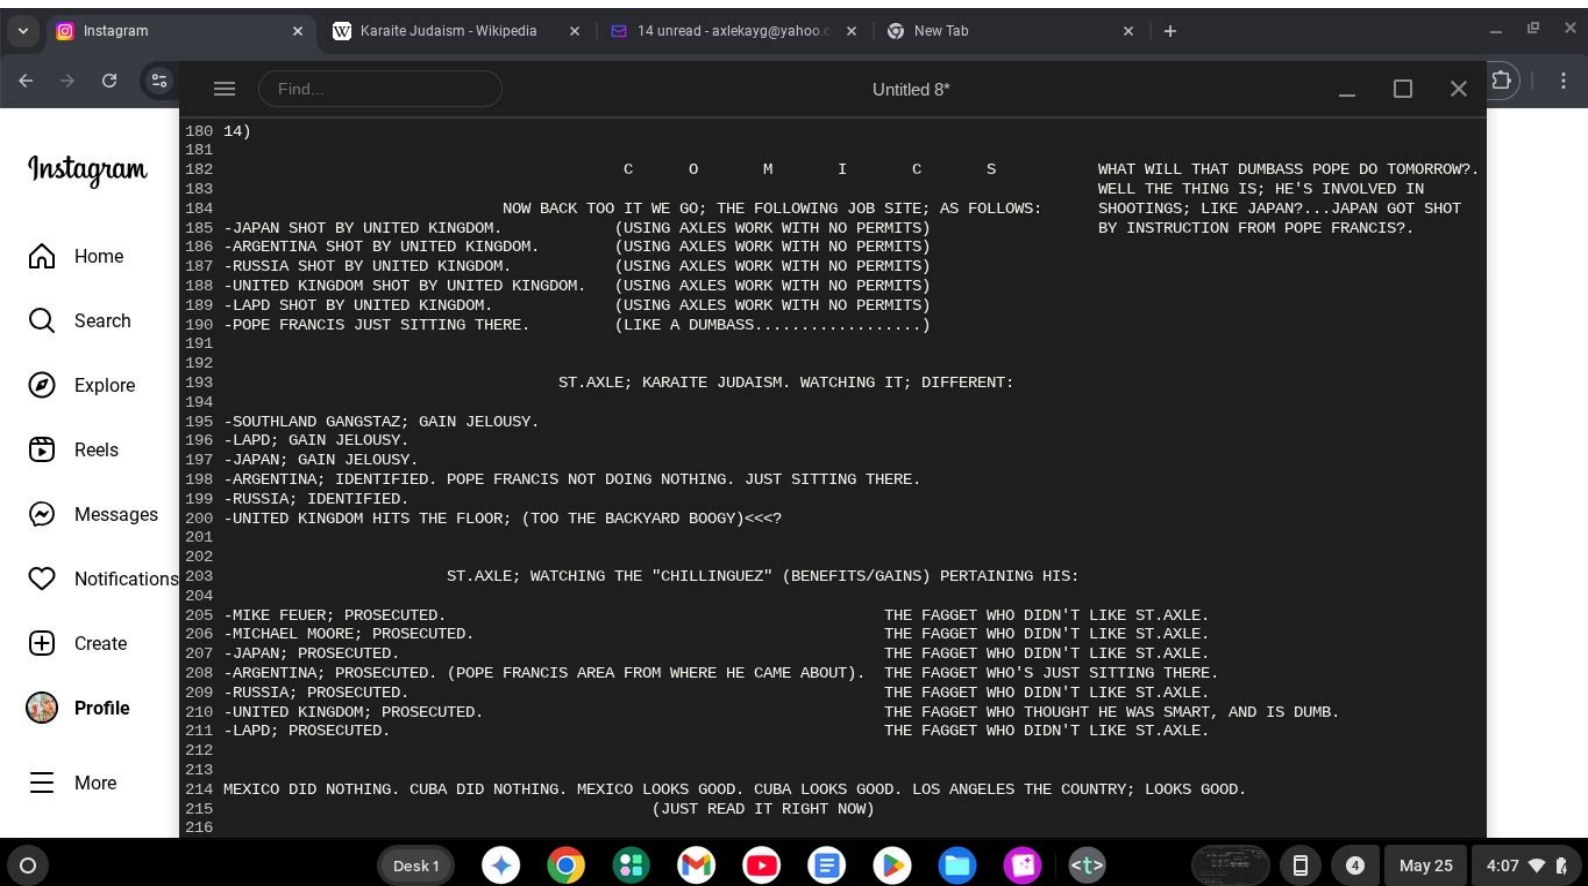 Instagram
Karaite Judaism - Wikipedia
14 unread - axlekayg@yahoo.c
New Tab
Find...
Untitled 8*
Instagram
Home
Search
Explore
Reels
Messages
Notifications
Create
Profile
More
180 14)
181
182 C O M I C S WHAT WILL THAT DUMBASS POPE DO TOMORROW?.
183 WELL THE THING IS; HE'S INVOLVED IN
184 NOW BACK TOO IT WE GO; THE FOLLOWING JOB SITE; AS FOLLOWS: SHOOTINGS; LIKE JAPAN?...JAPAN GOT SHOT
185 -JAPAN SHOT BY UNITED KINGDOM. (USING AXLES WORK WITH NO PERMITS) BY INSTRUCTION FROM POPE FRANCIS?.
186 -ARGENTINA SHOT BY UNITED KINGDOM. (USING AXLES WORK WITH NO PERMITS)
187 -RUSSIA SHOT BY UNITED KINGDOM. (USING AXLES WORK WITH NO PERMITS)
188 -UNITED KINGDOM SHOT BY UNITED KINGDOM. (USING AXLES WORK WITH NO PERMITS)
189 -LAPD SHOT BY UNITED KINGDOM. (USING AXLES WORK WITH NO PERMITS)
190 -POPE FRANCIS JUST SITTING THERE. (LIKE A DUMBASS..................)
191
192
193 ST.AXLE; KARAITE JUDAISM. WATCHING IT; DIFFERENT:
194
195 -SOUTHLAND GANGSTAZ; GAIN JELOUSY.
196 -LAPD; GAIN JELOUSY.
197 -JAPAN; GAIN JELOUSY.
198 -ARGENTINA; IDENTIFIED. POPE FRANCIS NOT DOING NOTHING. JUST SITTING THERE.
199 -RUSSIA; IDENTIFIED.
200 -UNITED KINGDOM HITS THE FLOOR; (TOO THE BACKYARD BOOGY)<<<?
201
202
203 ST.AXLE; WATCHING THE "CHILLINGUEZ" (BENEFITS/GAINS) PERTAINING HIS:
204
205 -MIKE FEUER; PROSECUTED. THE FAGGET WHO DIDN'T LIKE ST.AXLE.
206 -MICHAEL MOORE; PROSECUTED. THE FAGGET WHO DIDN'T LIKE ST.AXLE.
207 -JAPAN; PROSECUTED. THE FAGGET WHO DIDN'T LIKE ST.AXLE.
208 -ARGENTINA; PROSECUTED. (POPE FRANCIS AREA FROM WHERE HE CAME ABOUT). THE FAGGET WHO'S JUST SITTING THERE.
209 -RUSSIA; PROSECUTED. THE FAGGET WHO DIDN'T LIKE ST.AXLE.
210 -UNITED KINGDOM; PROSECUTED. THE FAGGET WHO THOUGHT HE WAS SMART, AND IS DUMB.
211 -LAPD; PROSECUTED. THE FAGGET WHO DIDN'T LIKE ST.AXLE.
212
213
214 MEXICO DID NOTHING. CUBA DID NOTHING. MEXICO LOOKS GOOD. CUBA LOOKS GOOD. LOS ANGELES THE COUNTRY; LOOKS GOOD.
215 (JUST READ IT RIGHT NOW)
216
Desk 1
<t>
4
May 25
4:07